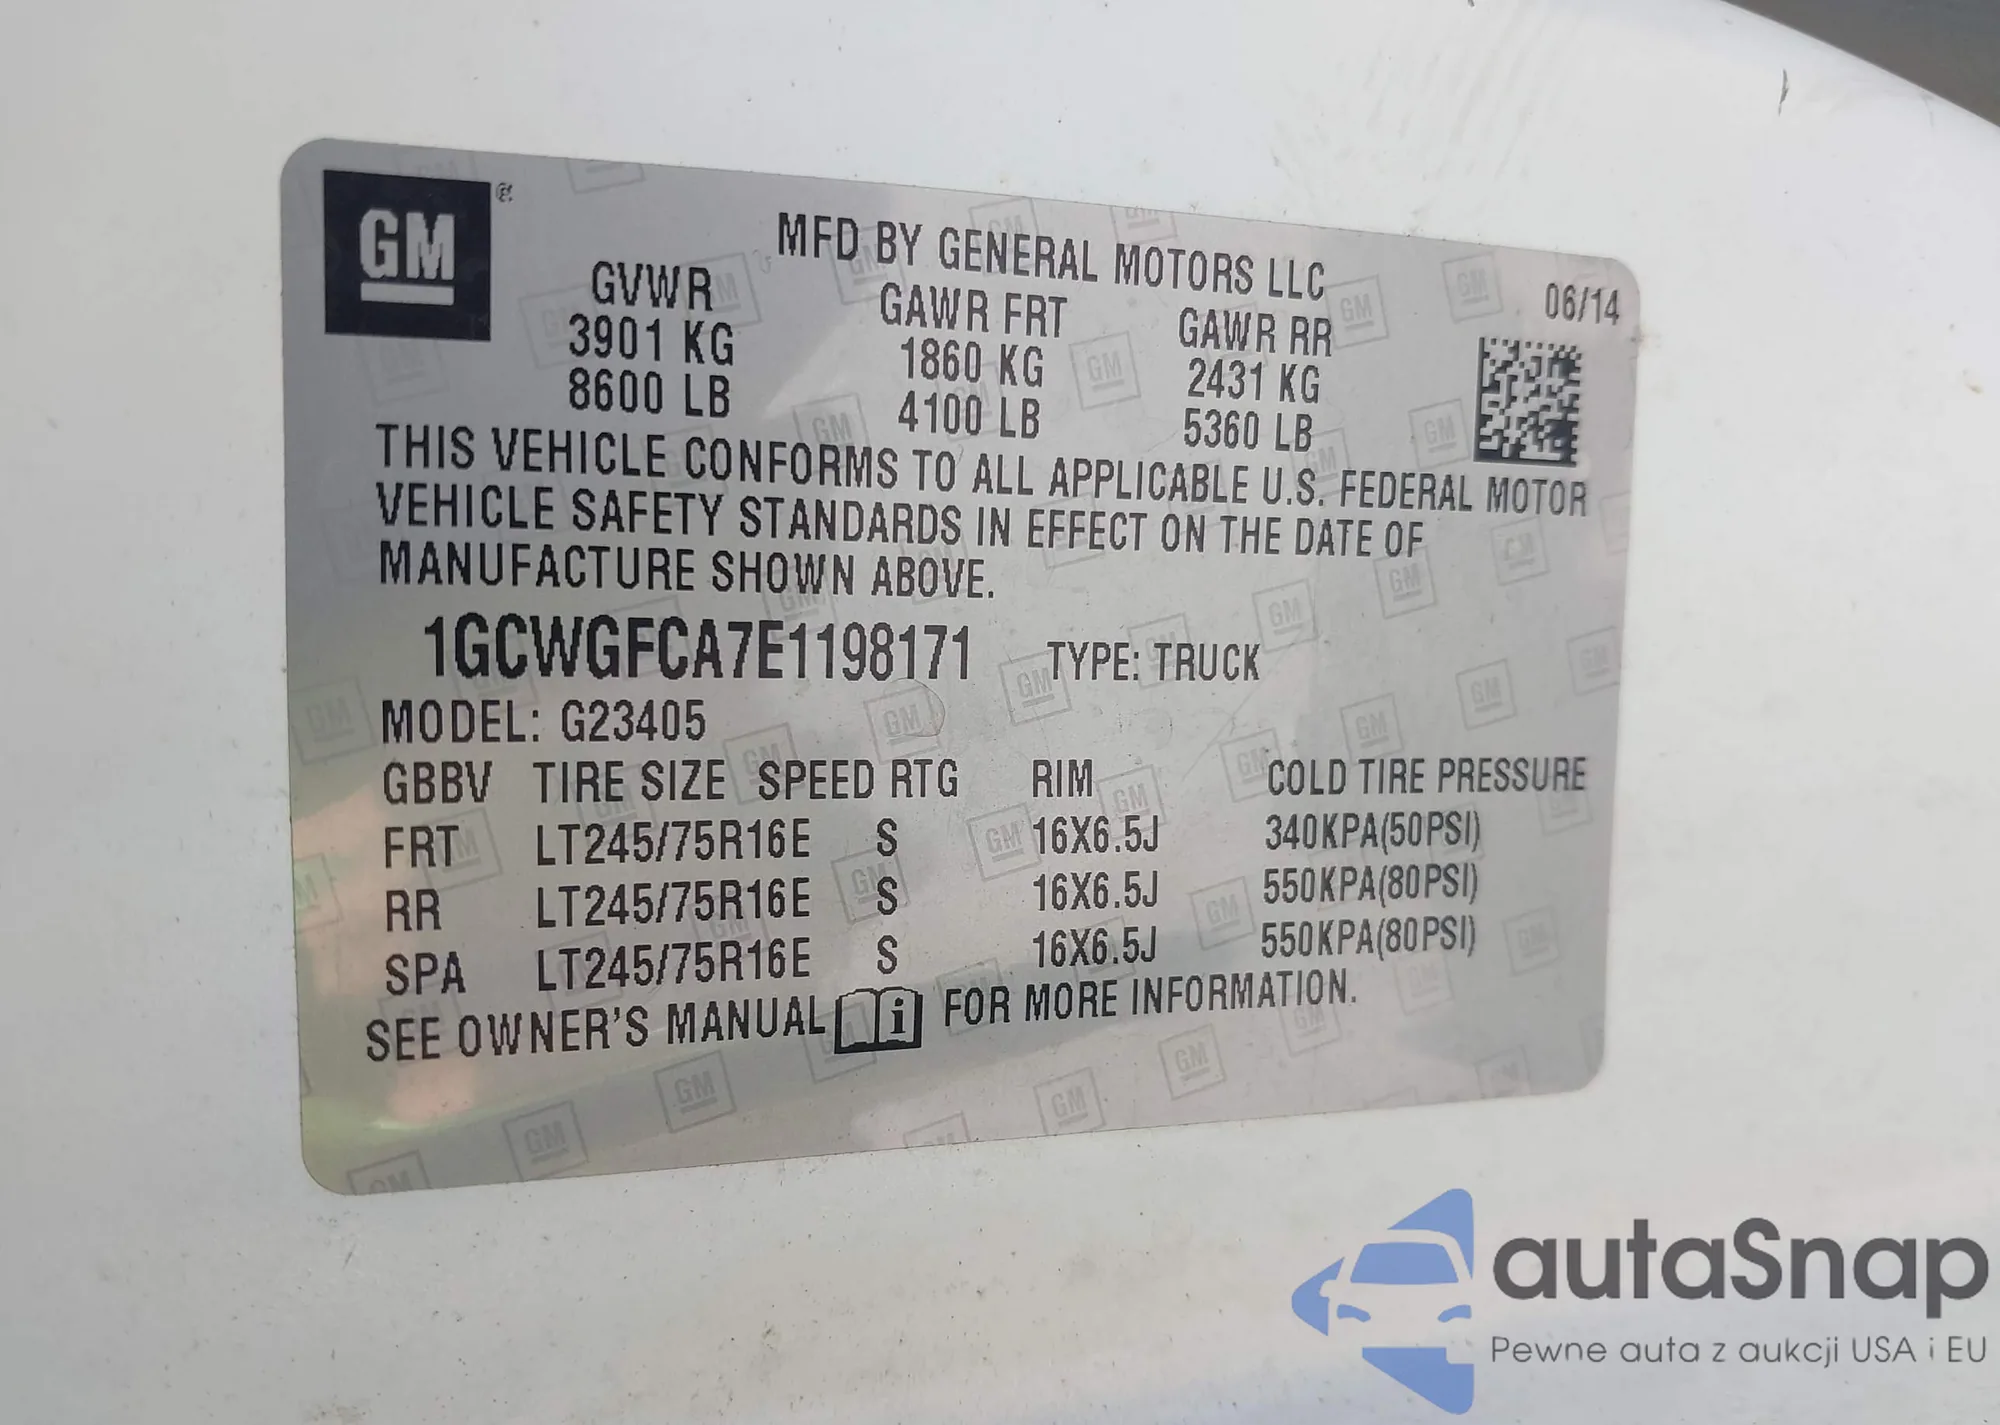 GM ®
MFD BY GENERAL MOTORS LLC
06/14
GVWR GAWR FRT GAWR RR
3901 KG 1860 KG 2431 KG
8600 LB 4100 LB 5360 LB
THIS VEHICLE CONFORMS TO ALL APPLICABLE U.S. FEDERAL MOTOR
VEHICLE SAFETY STANDARDS IN EFFECT ON THE DATE OF
MANUFACTURE SHOWN ABOVE.
1GCWGFCA7E1198171 TYPE: TRUCK
MODEL: G23405
GBBV TIRE SIZE SPEED RTG RIM COLD TIRE PRESSURE
FRT LT245/75R16E S 16X6.5J 340KPA(50PSI)
RR LT245/75R16E S 16X6.5J 550KPA(80PSI)
SPA LT245/75R16E S 16X6.5J 550KPA(80PSI)
SEE OWNER'S MANUAL i FOR MORE INFORMATION.
autaSnap
Pewne auta z aukcji USA i EU